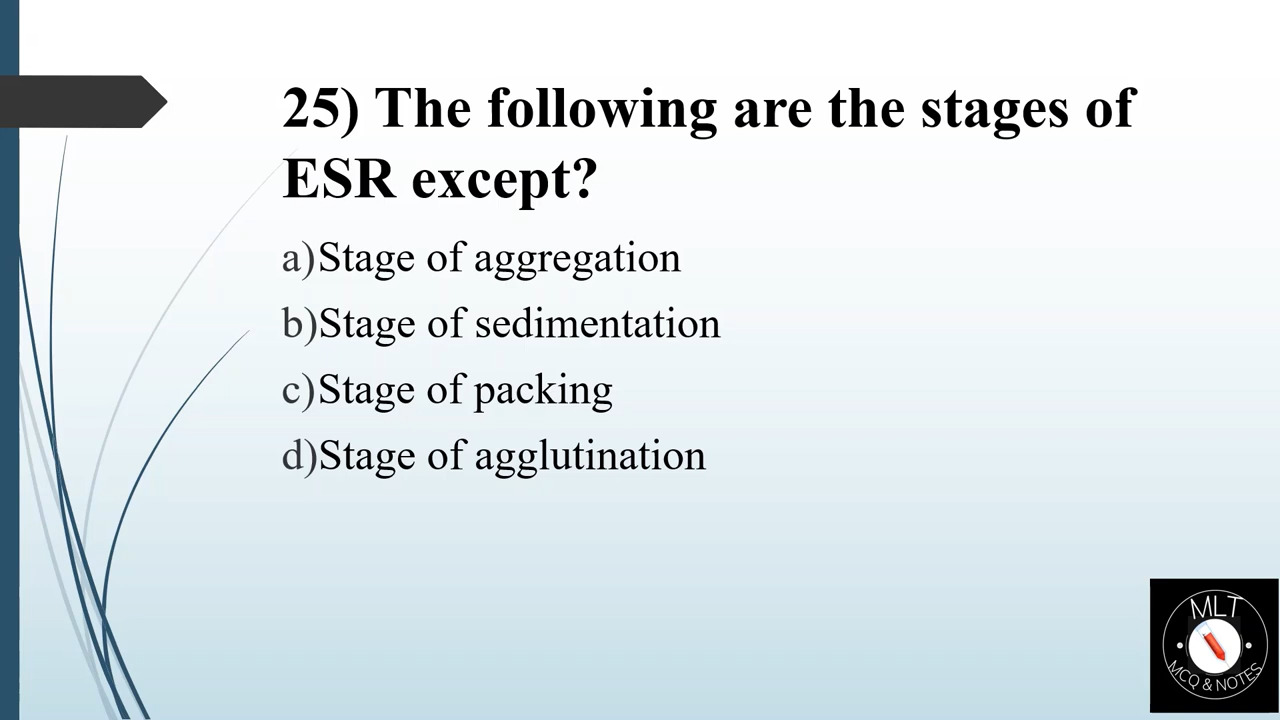 25) The following are the stages of
ESR except?
a)Stage of aggregation
b)Stage of sedimentation
c)Stage of packing
d)Stage of agglutination
MLT
MCQ & NOTES